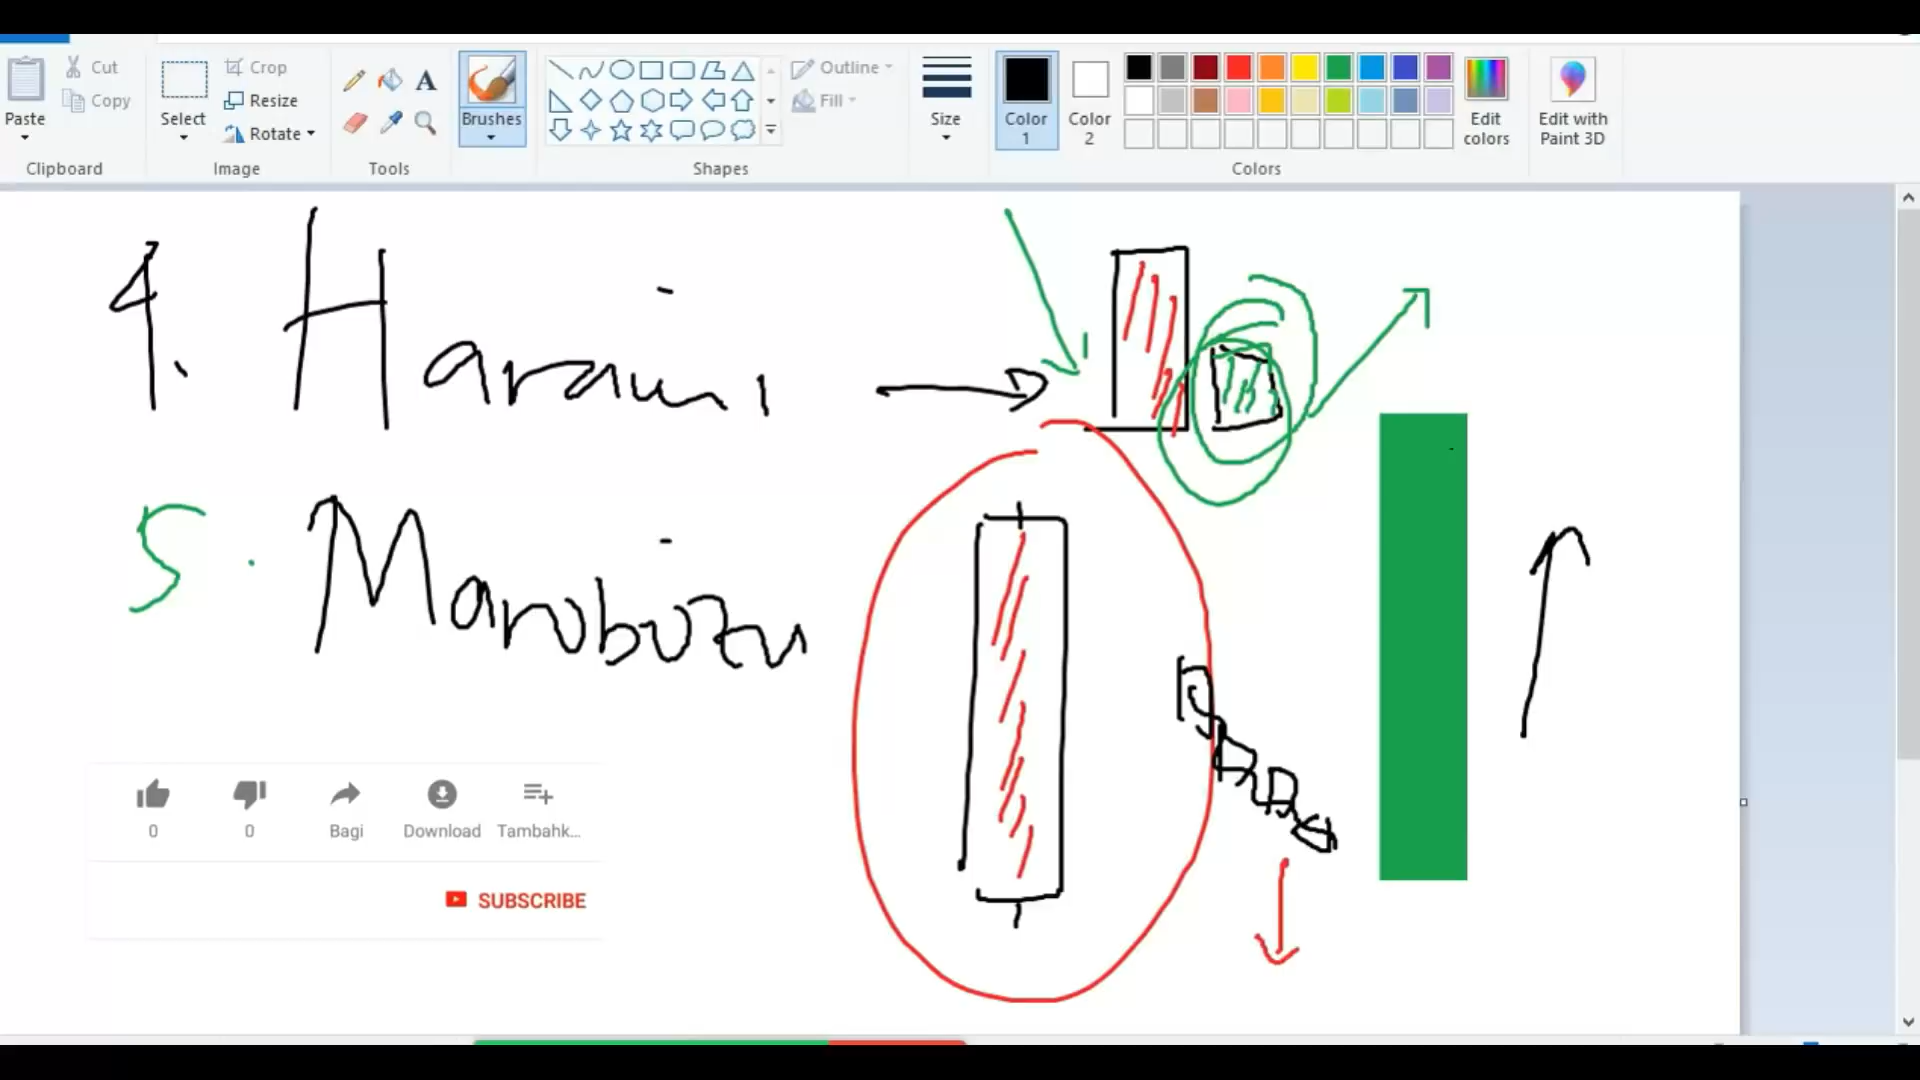 Cut
Copy
Paste
Clipboard
Select
Crop
Resize
Rotate
Image
Tools
Brushes
Shapes
Outline
Fill
Size
Color 1
Color 2
Edit colors
Edit with Paint 3D
Colors
4. Harami
5. Marobozu
0
0
Bagi
Download
Tambahk...
SUBSCRIBE